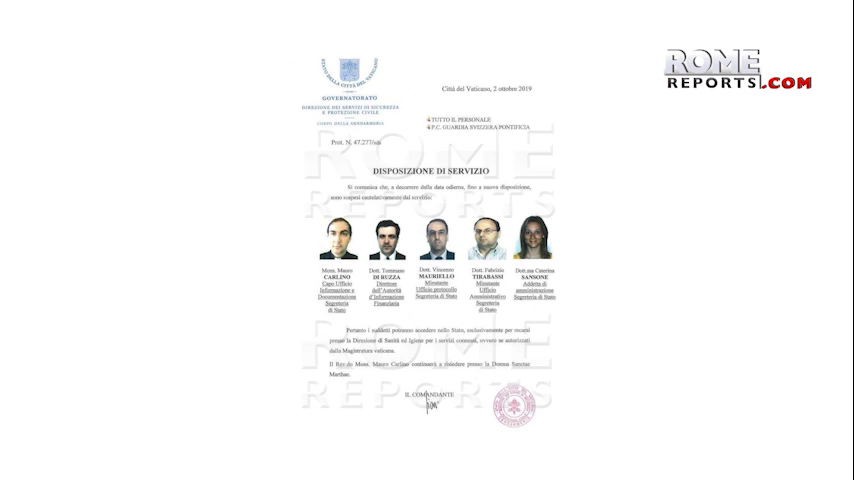 ROME
REPORTS.COM
STATO DELLA CITTÀ DEL VATICANO
GOVERNATORATO
DIREZIONE DEI SERVIZI DI SICUREZZA
E PROTEZIONE CIVILE
CORPO DELLA GENDARMERIA
Città del Vaticano, 2 ottobre 2019
TUTTO IL PERSONALE
P.C. GUARDIA SVIZZERA PONTIFICIA
Prot. N. 47.277/
DISPOSIZIONE DI SERVIZIO
Si comunica che, a decorrere dalla data odierna, fino a nuova disposizione,
sono sospesi cautelativamente dal servizio:
ROME
REPORTS
Mons. Mauro
CARLINO
Capo Ufficio
Informazione e
Documentazione
Segreteria
di Stato
Dott. Tommaso
DI RUZZA
Direttore
dell'Autorità
d'Informazione
Finanziaria
Dott. Vincenzo
MAURIELLO
Minutante
Ufficio protocollo
Segreteria di Stato
Dott. Fabrizio
TIRABASSI
Minutante
Ufficio
Amministrativo
Segreteria
di Stato
Dott.ssa Caterina
SANSONE
Addetta di
amministrazione
Segreteria di Stato
Pertanto i suddetti potranno accedere nello Stato, esclusivamente per recarsi
presso la Direzione di Sanità ed Igiene per i servizi connessi, ovvero se autorizzati
dalla Magistratura vaticana.
Il Rev.do Mons. Mauro Carlino continuerà a risiedere presso la Domus Sanctae
Marthae.
ROME
REPORTS
IL COMANDANTE